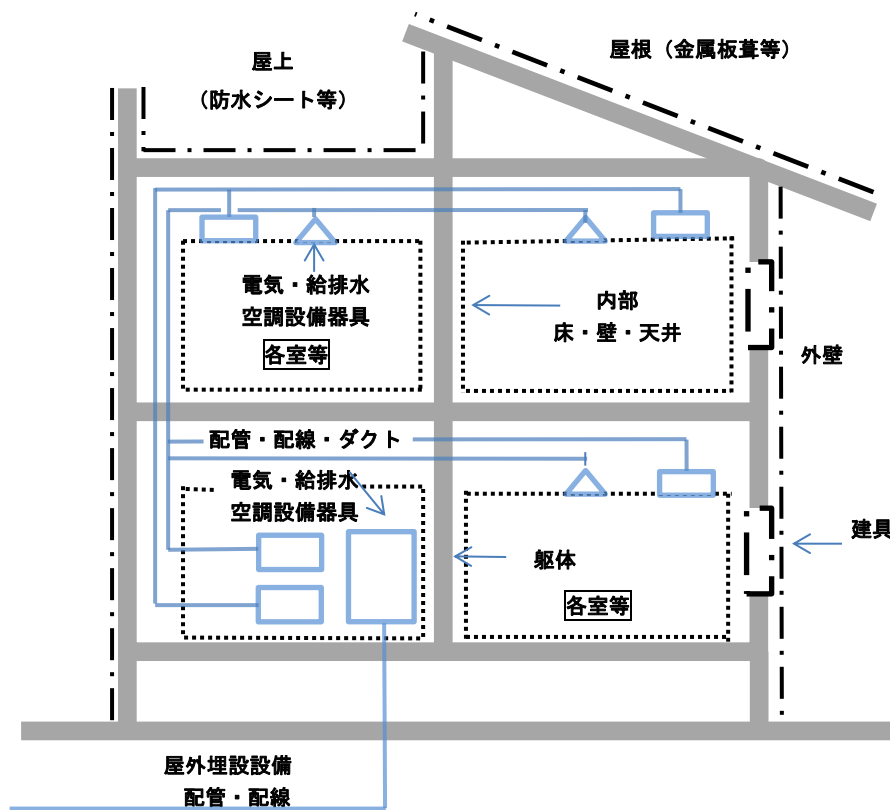 屋上
（防水シート等）
屋根（金属板葺等）
電気・給排水
空調設備器具
各室等
内部
床・壁・天井
外壁
配管・配線・ダクト
電気・給排水
空調設備器具
躯体
各室等
建具
屋外埋設設備
配管・配線